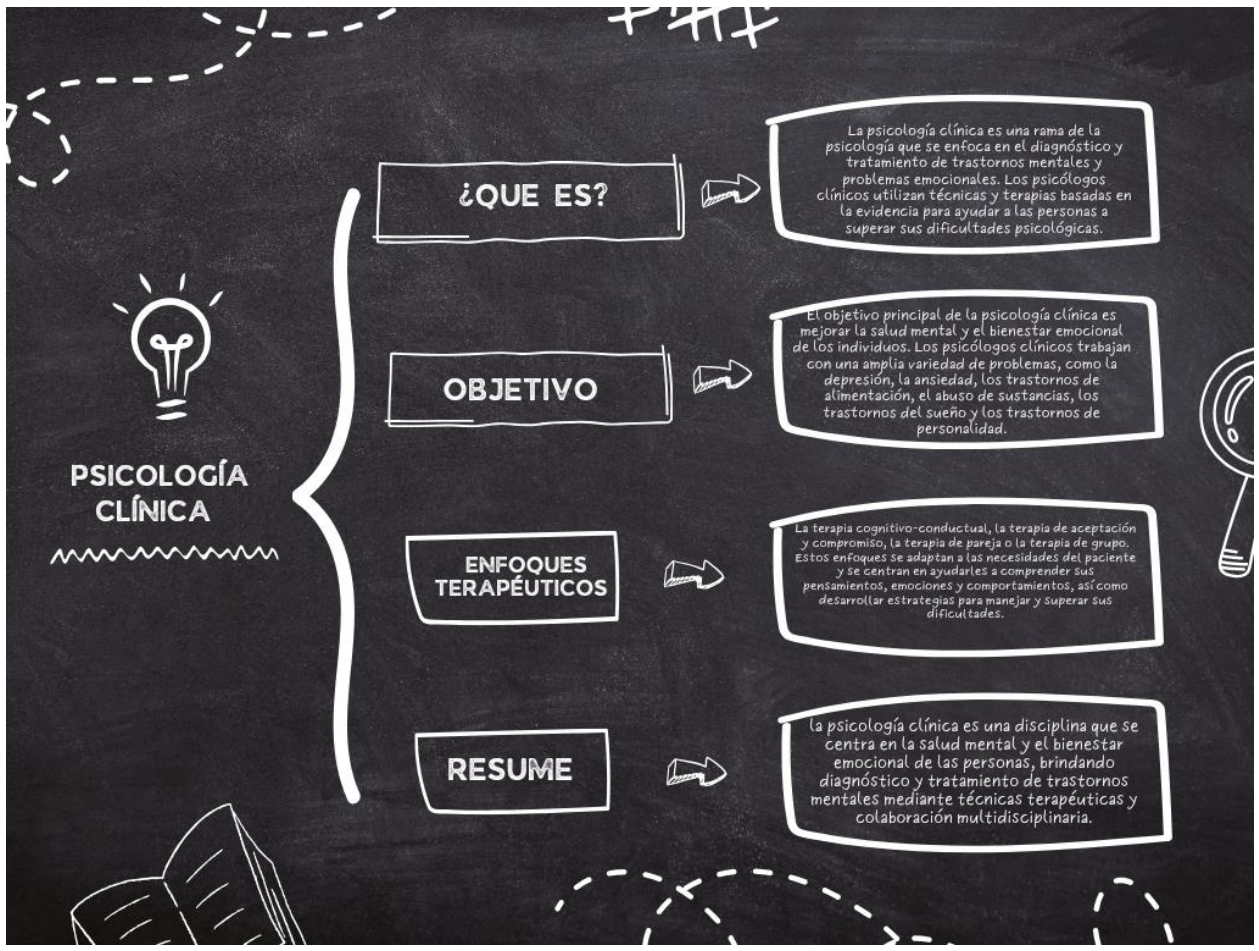 PSICOLOGÍA
CLÍNICA
¿QUE ES?
La psicología clínica es una rama de la
psicología que se enfoca en el diagnóstico y
tratamiento de trastornos mentales y
problemas emocionales. Los psicólogos
clínicos utilizan técnicas y terapias basadas en
la evidencia para ayudar a las personas a
superar sus dificultades psicológicas.
OBJETIVO
El objetivo principal de la psicología clínica es
mejorar la salud mental y el bienestar emocional
de los individuos. Los psicólogos clínicos trabajan
con una amplia variedad de problemas, como la
depresión, la ansiedad, los trastornos de
alimentación, el abuso de sustancias, los
trastornos del sueño y los trastornos de
personalidad.
ENFOQUES
TERAPÉUTICOS
La terapia cognitivo-conductual, la terapia de aceptación
y compromiso, la terapia de pareja o la terapia de grupo.
Estos enfoques se adaptan a las necesidades del paciente
y se centran en ayudarles a comprender sus
pensamientos, emociones y comportamientos, así como
desarrollar estrategias para manejar y superar sus
dificultades.
RESUME
la psicología clínica es una disciplina que se
centra en la salud mental y el bienestar
emocional de las personas, brindando
diagnóstico y tratamiento de trastornos
mentales mediante técnicas terapéuticas y
colaboración multidisciplinaria.